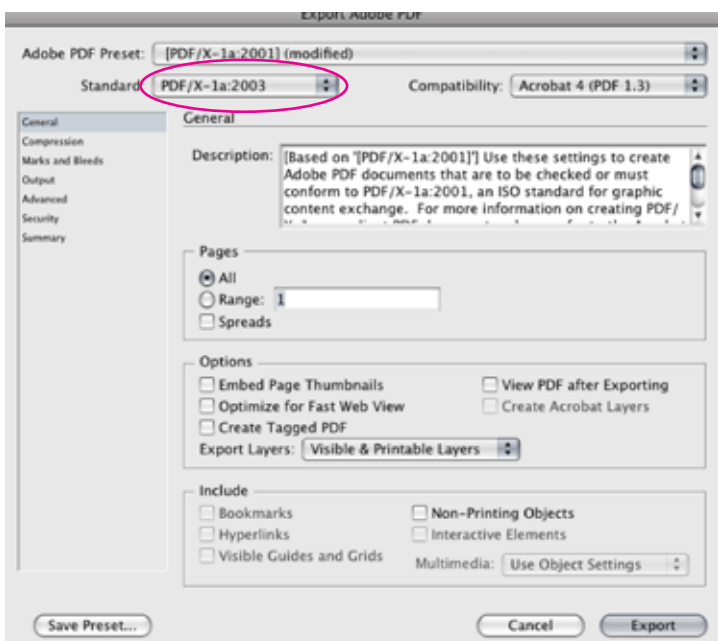 Export Adobe PDF
Adobe PDF Preset: [PDF/X-1a:2001] (modified)
Standard PDF/X-1a:2003 Compatibility: Acrobat 4 (PDF 1.3)
General
Compression
Marks and Bleeds
Output
Advanced
Security
Summary
General
Description: [Based on "[PDF/X-1a:2001]"] Use these settings to create
Adobe PDF documents that are to be checked or must
conform to PDF/X-1a:2001, an ISO standard for graphic
content exchange. For more information on creating PDF/
Pages
All
Range: 1
Spreads
Options
Embed Page Thumbnails View PDF after Exporting
Optimize for Fast Web View Create Acrobat Layers
Create Tagged PDF
Export Layers: Visible & Printable Layers
Include
Bookmarks Non-Printing Objects
Hyperlinks Interactive Elements
Visible Guides and Grids Multimedia: Use Object Settings
Save Preset... Cancel Export